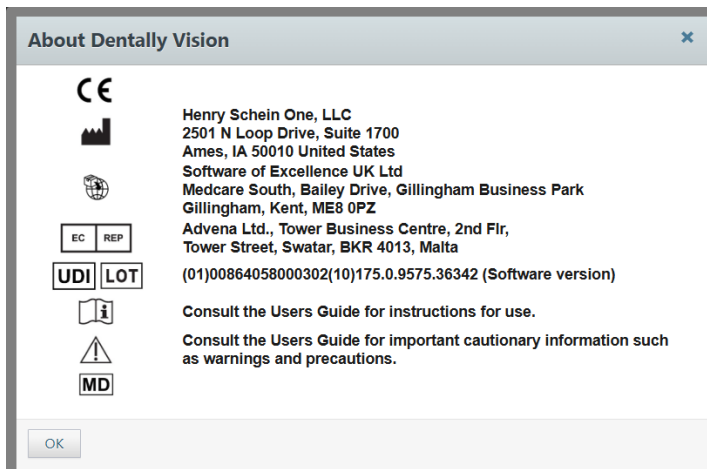 About Dentally Vision
CE
Henry Schein One, LLC
2501 N Loop Drive, Suite 1700
Ames, IA 50010 United States
Software of Excellence UK Ltd
Medcare South, Bailey Drive, Gillingham Business Park
Gillingham, Kent, ME8 0PZ
EC REP
Advena Ltd., Tower Business Centre, 2nd Flr,
Tower Street, Swatar, BKR 4013, Malta
UDI LOT
(01)00864058000302(10)175.0.9575.36342 (Software version)
Consult the Users Guide for instructions for use.
Consult the Users Guide for important cautionary information such
as warnings and precautions.
MD
OK